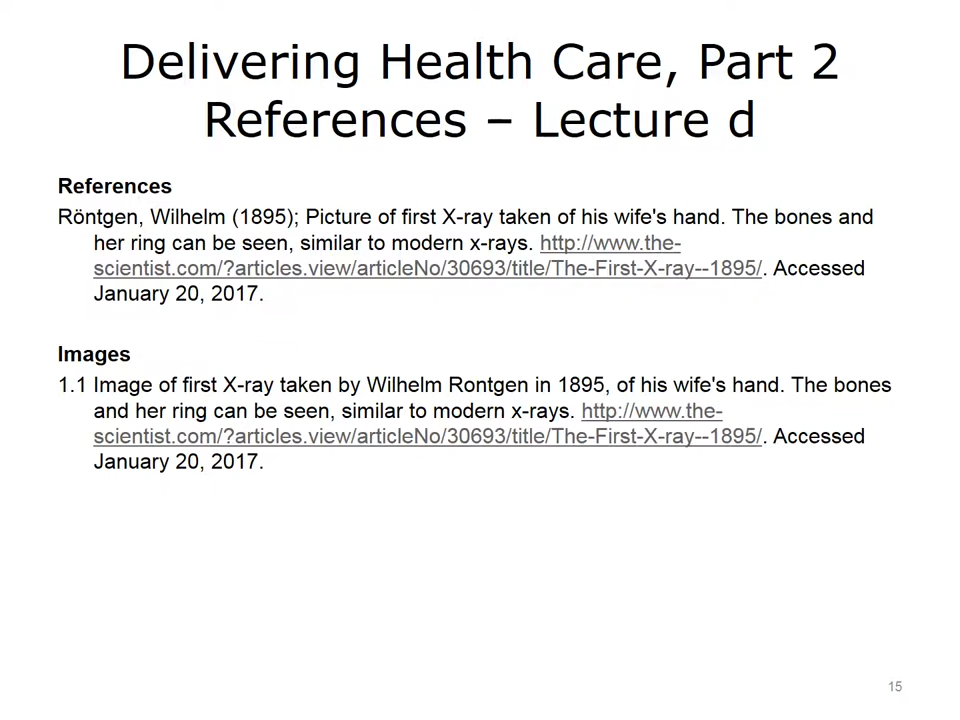 Delivering Health Care, Part 2
References – Lecture d
References
Röntgen, Wilhelm (1895); Picture of first X-ray taken of his wife's hand. The bones and
her ring can be seen, similar to modern x-rays. http://www.the-
scientist.com/?articles.view/articleNo/30693/title/The-First-X-ray--1895/. Accessed
January 20, 2017.
Images
1.1 Image of first X-ray taken by Wilhelm Rontgen in 1895, of his wife's hand. The bones
and her ring can be seen, similar to modern x-rays. http://www.the-
scientist.com/?articles.view/articleNo/30693/title/The-First-X-ray--1895/. Accessed
January 20, 2017.
15